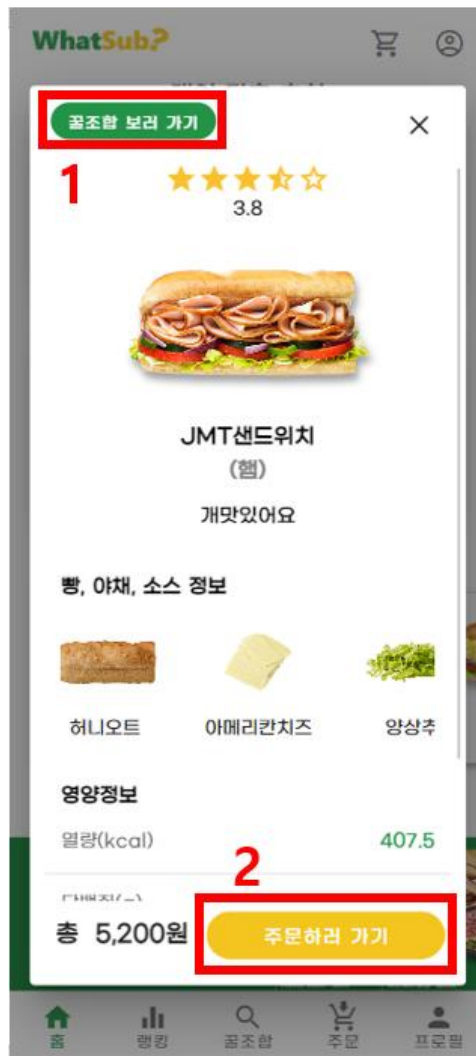 WhatSub?
꿀조합 보러 가기
1
3.8
JMT샌드위치
(햄)
개맛있어요
빵, 야채, 소스 정보
허니오트 아메리칸치즈 양상추
영양정보
열량(kcal) 407.5
2
총 5,200원 주문하러 가기
홈 랭킹 꿀조합 주문 프로필